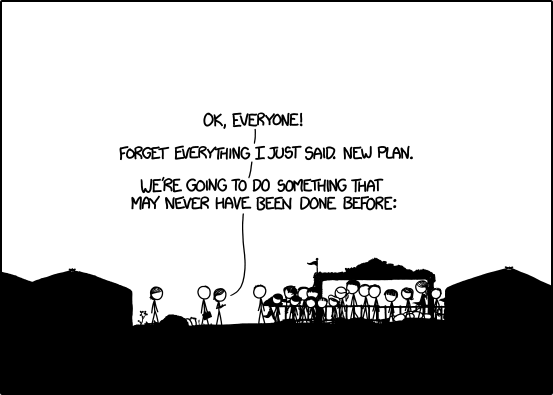 OK, EVERYONE!
FORGET EVERYTHING I JUST SAID. NEW PLAN.
WE'RE GOING TO DO SOMETHING THAT
MAY NEVER HAVE BEEN DONE BEFORE: